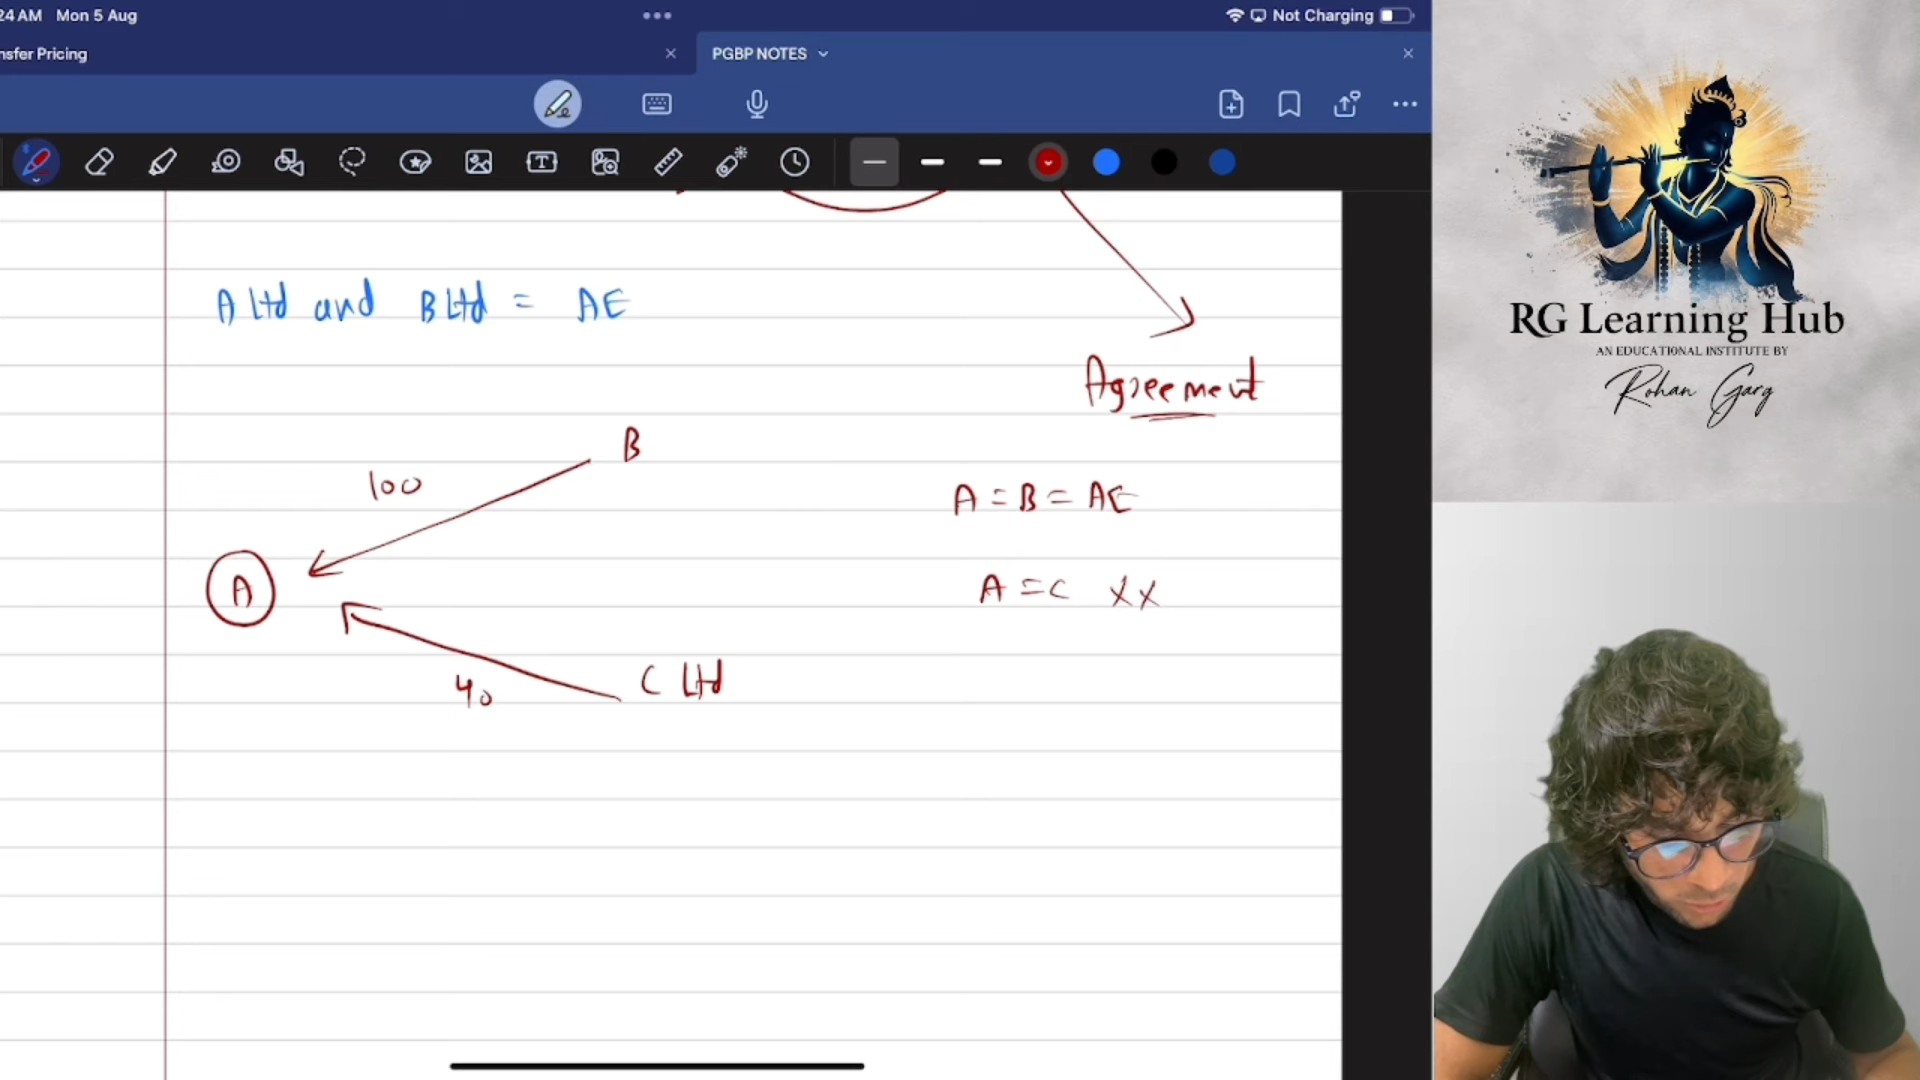 24 AM Mon 5 Aug
Not Charging
nsfer Pricing
PGBP NOTES
A Ltd and B Ltd = AE
Agreement
B
100
A = B = AE
A
A = C XX
C Ltd
40
RG Learning Hub
AN EDUCATIONAL INSTITUTE BY
Rohan Garg